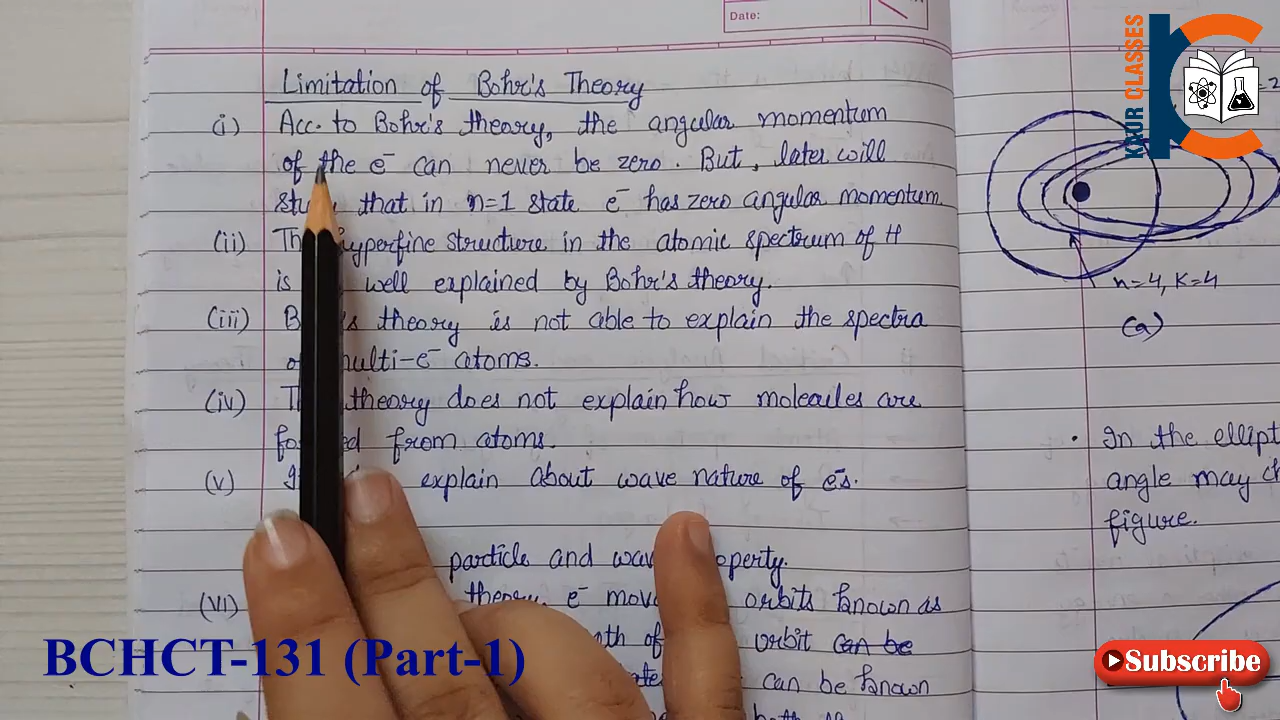 Date:
KAUR CLASSES
Limitation of Bohr's Theory
(i) Acc. to Bohr's theory, the angular momentum
of the e⁻ can never be zero. But, later will
that in n=1 state e⁻ has zero angular momentum
(ii) hyperfine structure in the atomic spectrum of H
is well explained by Bohr's theory.
(iii) theory is not able to explain the spectra
multi-e⁻ atoms.
(iv) theory does not explain how molecules are
from atoms.
(v) explain about wave nature of e⁻s.
particle and
(VI) theory, e⁻ orbits known as
of orbit can be
can be known
n=4, K=4
(a)
• In the
angle may
figure.
BCHCT-131 (Part-1)
Subscribe